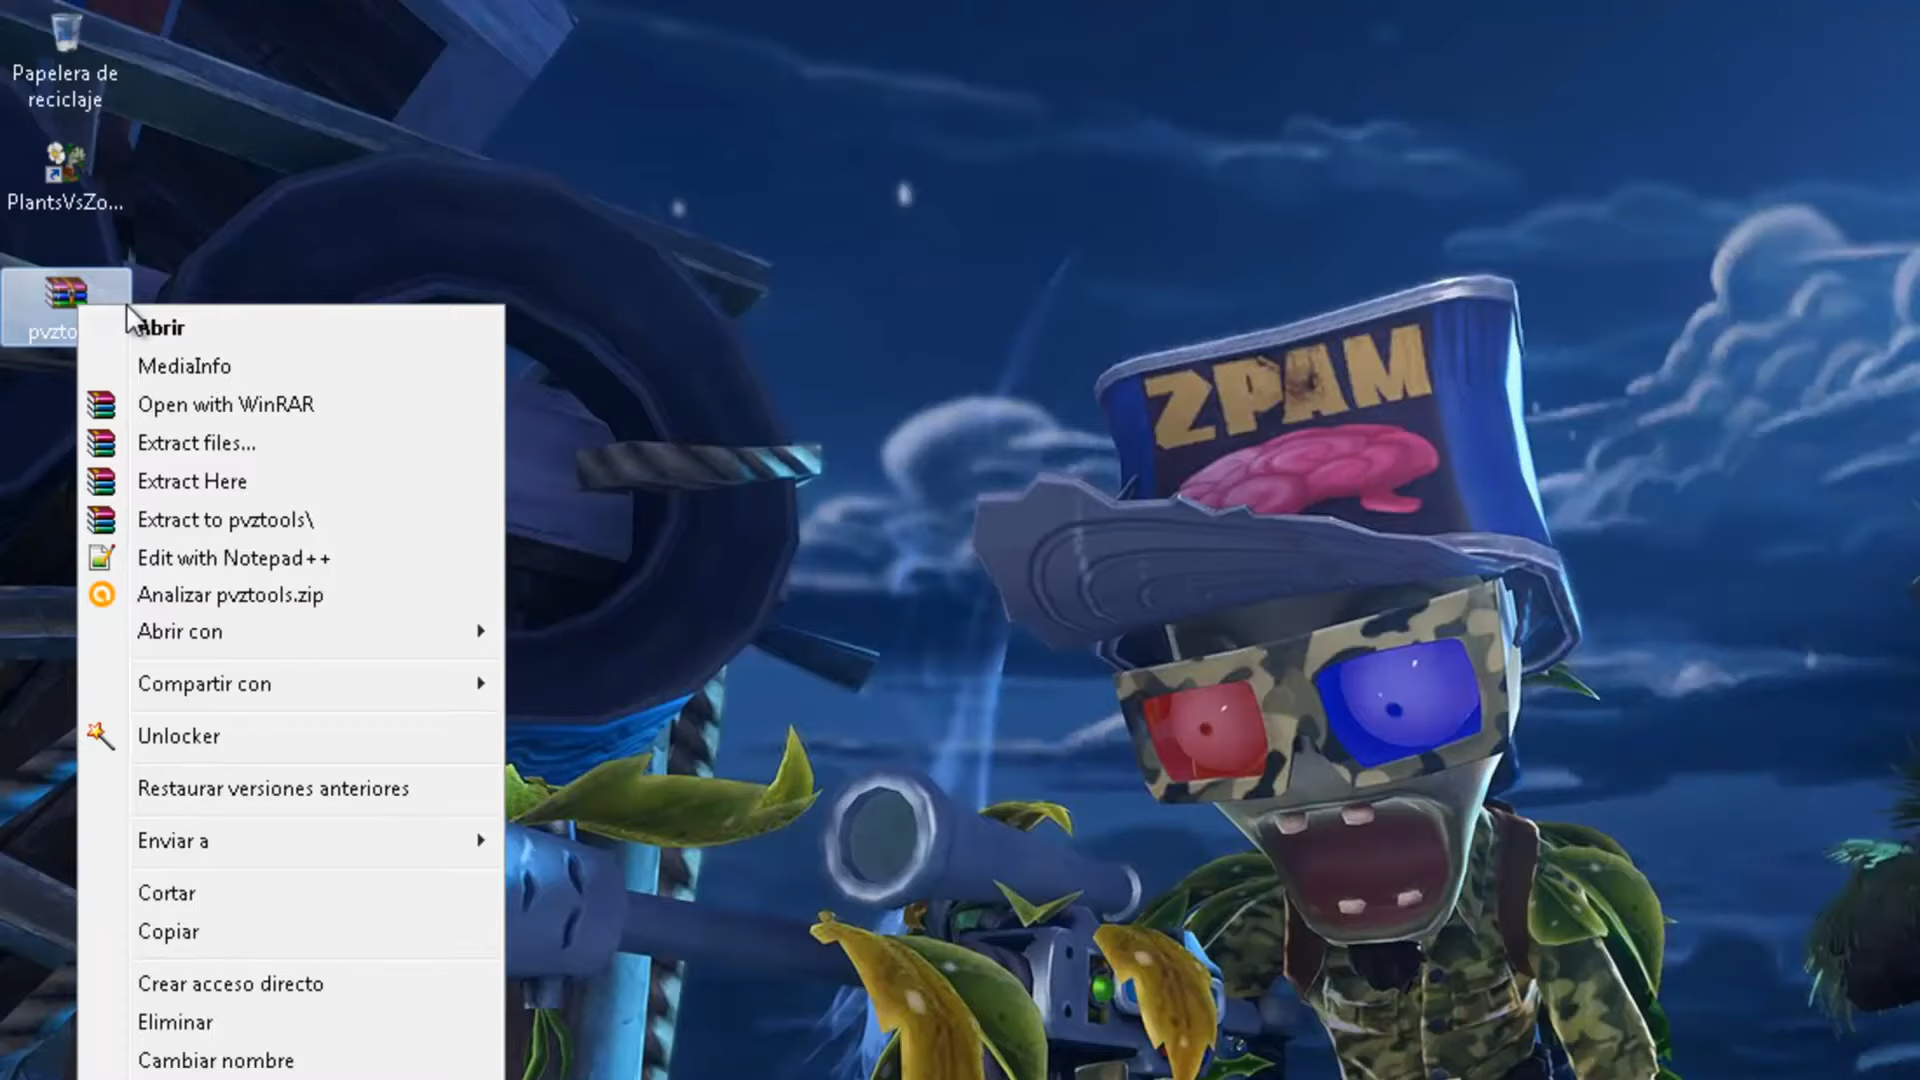 Papelera de
reciclaje
PlantsVsZo...
pvzto
Abrir
MediaInfo
Open with WinRAR
Extract files...
Extract Here
Extract to pvztools\
Edit with Notepad++
Analizar pvztools.zip
Abrir con
Compartir con
Unlocker
Restaurar versiones anteriores
Enviar a
Cortar
Copiar
Crear acceso directo
Eliminar
Cambiar nombre
ZPAM